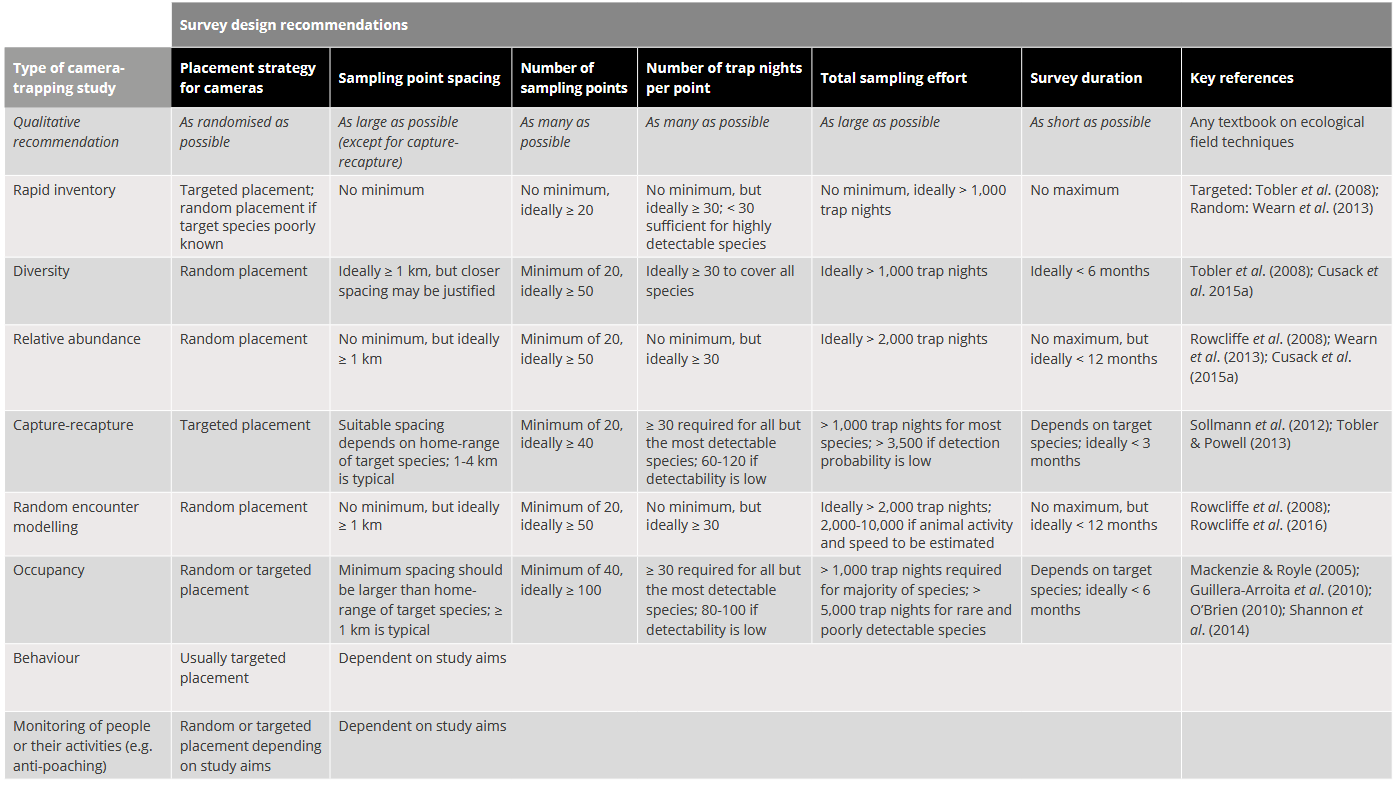 Survey design recommendations
Type of camera-
trapping study
Placement strategy
for cameras
Sampling point spacing
Number of
sampling points
Number of trap nights
per point
Total sampling effort
Survey duration
Key references
Qualitative
recommendation
As randomised as
possible
As large as possible
(except for capture-
recapture)
As many as
possible
As many as possible
As large as possible
As short as possible
Any textbook on ecological
field techniques
Rapid inventory
Targeted placement;
random placement if
target species poorly
known
No minimum
No minimum,
ideally ≥ 20
No minimum, but
ideally ≥ 30; < 30
sufficient for highly
detectable species
No minimum, ideally > 1,000
trap nights
No maximum
Targeted: Tobler et al. (2008);
Random: Wearn et al. (2013)
Diversity
Random placement
Ideally ≥ 1 km, but closer
spacing may be justified
Minimum of 20,
ideally ≥ 50
Ideally ≥ 30 to cover all
species
Ideally > 1,000 trap nights
Ideally < 6 months
Tobler et al. (2008); Cusack et
al. 2015a)
Relative abundance
Random placement
No minimum, but ideally
≥ 1 km
Minimum of 20,
ideally ≥ 50
No minimum, but
ideally ≥ 30
Ideally > 2,000 trap nights
No maximum, but
ideally < 12 months
Rowcliffe et al. (2008); Wearn
et al. (2013); Cusack et al.
(2015a)
Capture-recapture
Targeted placement
Suitable spacing
depends on home-range
of target species; 1-4 km
is typical
Minimum of 20,
ideally ≥ 40
≥ 30 required for all but
the most detectable
species; 60-120 if
detectability is low
> 1,000 trap nights for most
species; > 3,500 if detection
probability is low
Depends on target
species; ideally < 3
months
Sollmann et al. (2012); Tobler
& Powell (2013)
Random encounter
modelling
Random placement
No minimum, but ideally
≥ 1 km
Minimum of 20,
ideally ≥ 50
No minimum, but
ideally ≥ 30
Ideally > 2,000 trap nights;
2,000-10,000 if animal activity
and speed to be estimated
No maximum, but
ideally < 12 months
Rowcliffe et al. (2008);
Rowcliffe et al. (2016)
Occupancy
Random or targeted
placement
Minimum spacing should
be larger than home-
range of target species; ≥
1 km is typical
Minimum of 40,
ideally ≥ 100
≥ 30 required for all but
the most detectable
species; 80-100 if
detectability is low
> 1,000 trap nights required
for majority of species; >
5,000 trap nights for rare and
poorly detectable species
Depends on target
species; ideally < 6
months
Mackenzie & Royle (2005);
Guillera-Arroita et al. (2010);
O’Brien (2010); Shannon et
al. (2014)
Behaviour
Usually targeted
placement
Dependent on study aims
Monitoring of people
or their activities (e.g.
anti-poaching)
Random or targeted
placement depending
on study aims
Dependent on study aims